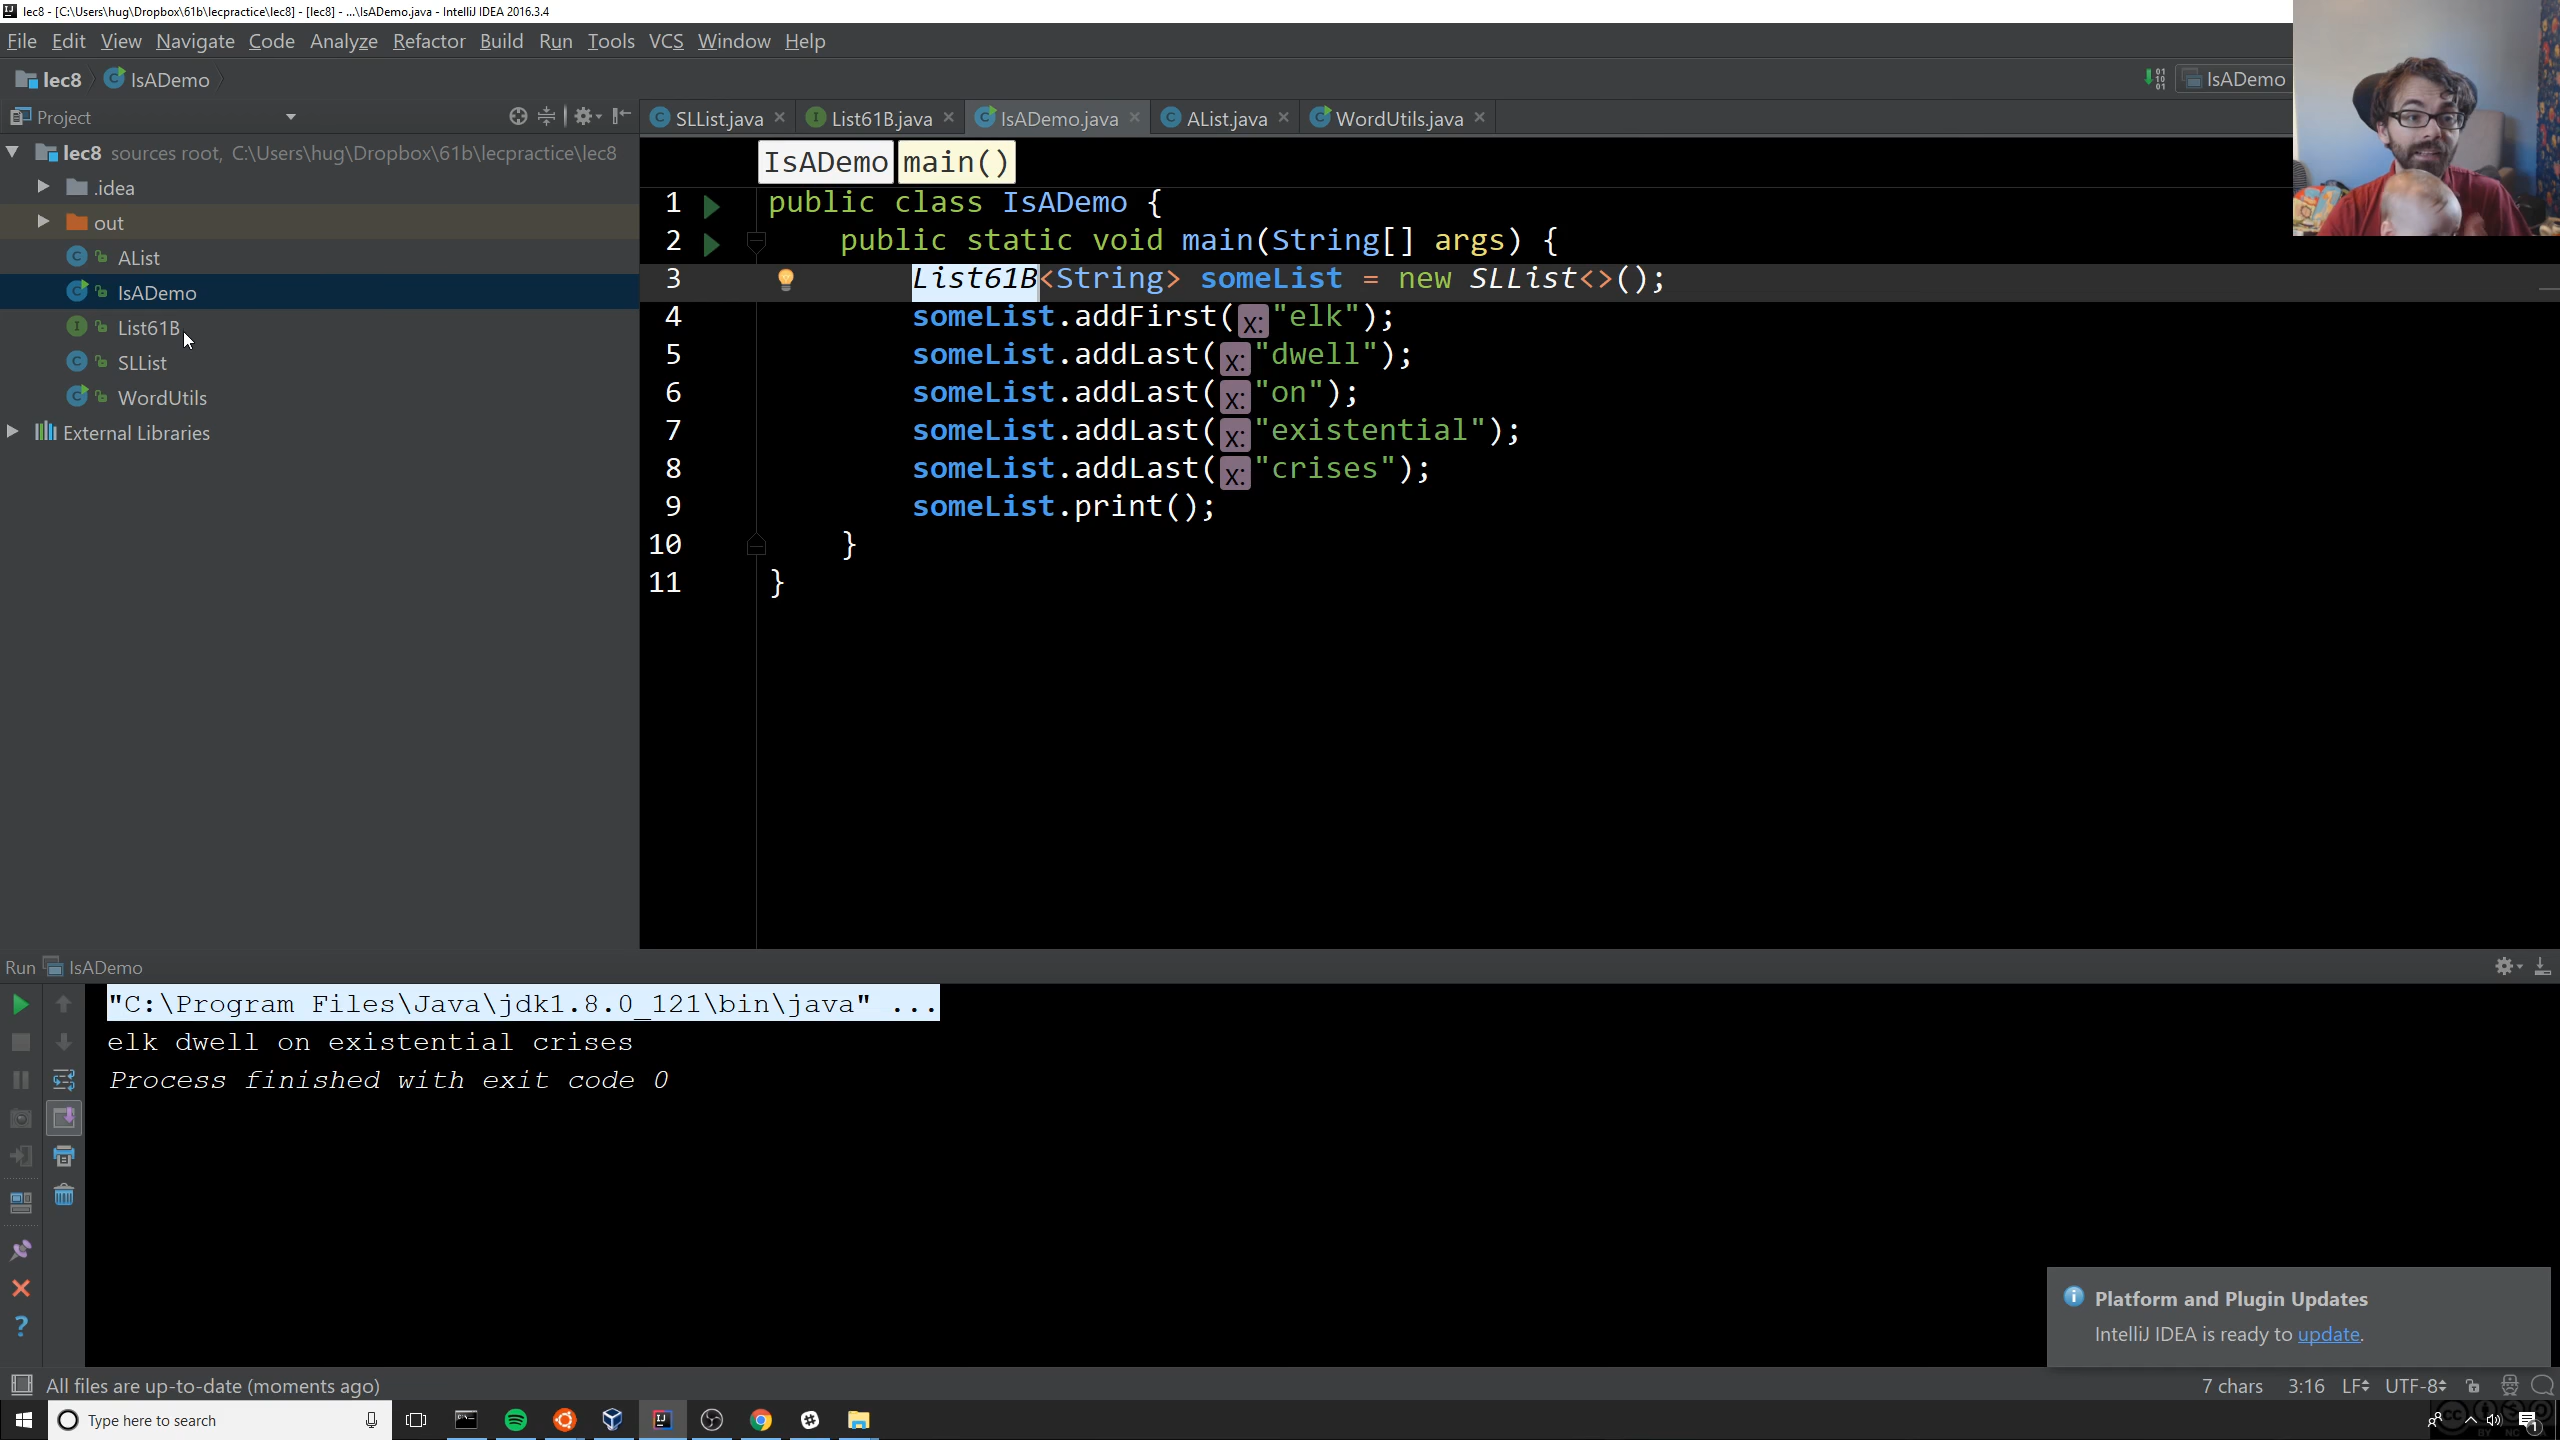 lec8 - [C:\Users\hug\Dropbox\61b\lecpractice\lec8] - [lec8] - ...\IsADemo.java - IntelliJ IDEA 2016.3.4
File Edit View Navigate Code Analyze Refactor Build Run Tools VCS Window Help
lec8 IsADemo
IsADemo
Project
SLList.java List61B.java IsADemo.java AList.java WordUtils.java
lec8 sources root, C:\Users\hug\Dropbox\61b\lecpractice\lec8
.idea
out
AList
IsADemo
List61B
SLList
WordUtils
External Libraries
IsADemo main()
1 public class IsADemo {
2 public static void main(String[] args) {
3 List61B<String> someList = new SLList<>();
4 someList.addFirst( x: "elk");
5 someList.addLast( x: "dwell");
6 someList.addLast( x: "on");
7 someList.addLast( x: "existential");
8 someList.addLast( x: "crises");
9 someList.print();
10 }
11 }
Run IsADemo
"C:\Program Files\Java\jdk1.8.0_121\bin\java" ...
elk dwell on existential crises
Process finished with exit code 0
Platform and Plugin Updates
IntelliJ IDEA is ready to update.
All files are up-to-date (moments ago)
7 chars 3:16 LF UTF-8
Type here to search